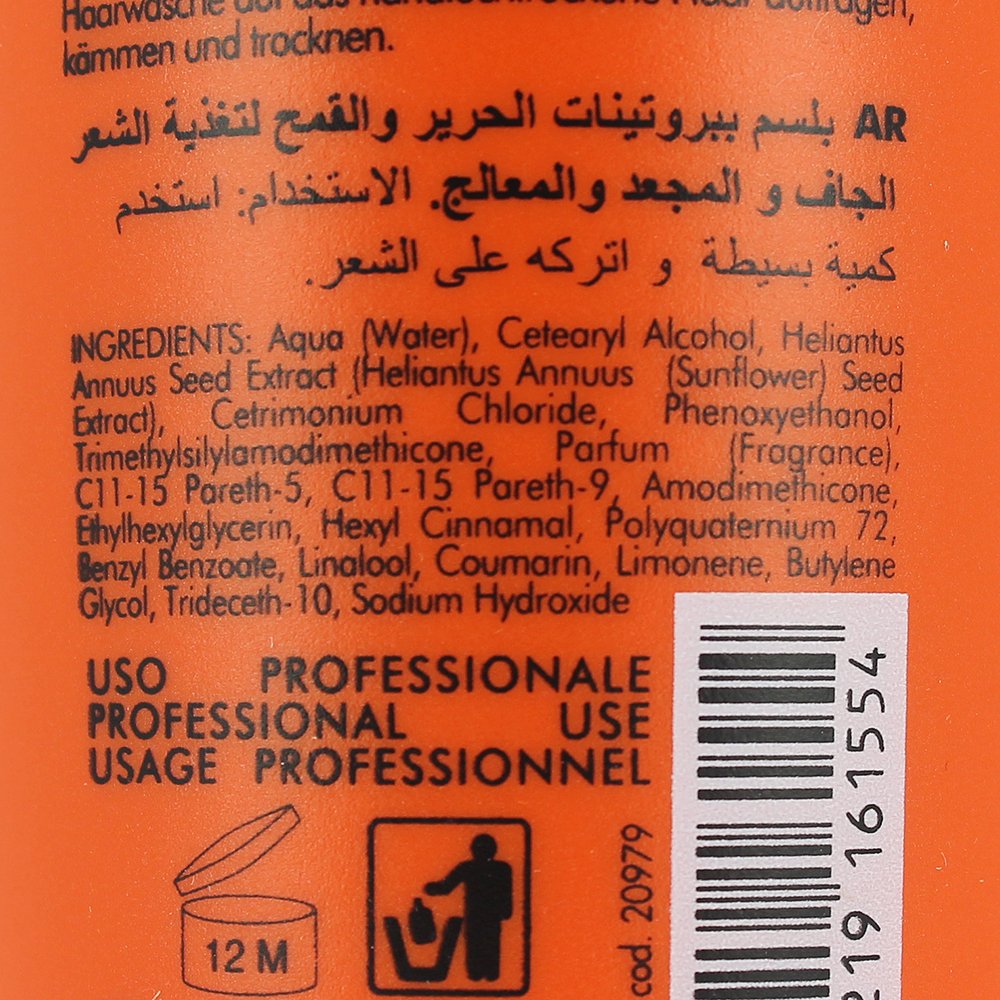 kämmen und trocknen.
AR بلسم ببروتينات الحرير والقمح لتغذية الشعر
الجاف و المجعد والمعالج. الاستخدام: استخدم
كمية بسيطة و اتركه على الشعر.
INGREDIENTS: Aqua (Water), Cetearyl Alcohol, Heliantus
Annuus Seed Extract (Heliantus Annuus (Sunflower) Seed
Extract), Cetrimonium Chloride, Phenoxyethanol,
Trimethylsilylamodimethicone, Parfum (Fragrance),
C11-15 Pareth-5, C11-15 Pareth-9, Amodimethicone,
Ethylhexylglycerin, Hexyl Cinnamal, Polyquaternium 72,
Benzyl Benzoate, Linalool, Coumarin, Limonene, Butylene
Glycol, Trideceth-10, Sodium Hydroxide
USO PROFESSIONALE
PROFESSIONAL USE
USAGE PROFESSIONNEL
12 M
cod. 20979
219 161554